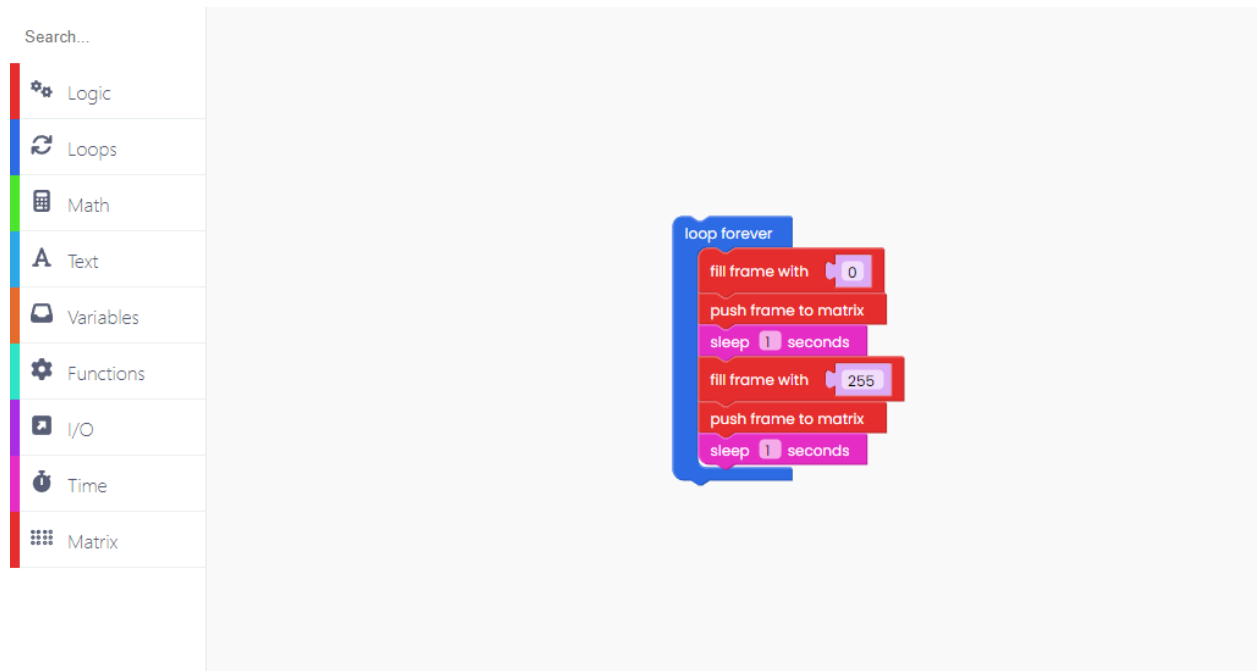 Search...
Logic
Loops
Math
Text
Variables
Functions
I/O
Time
Matrix
loop forever
fill frame with 0
push frame to matrix
sleep 1 seconds
fill frame with 255
push frame to matrix
sleep 1 seconds